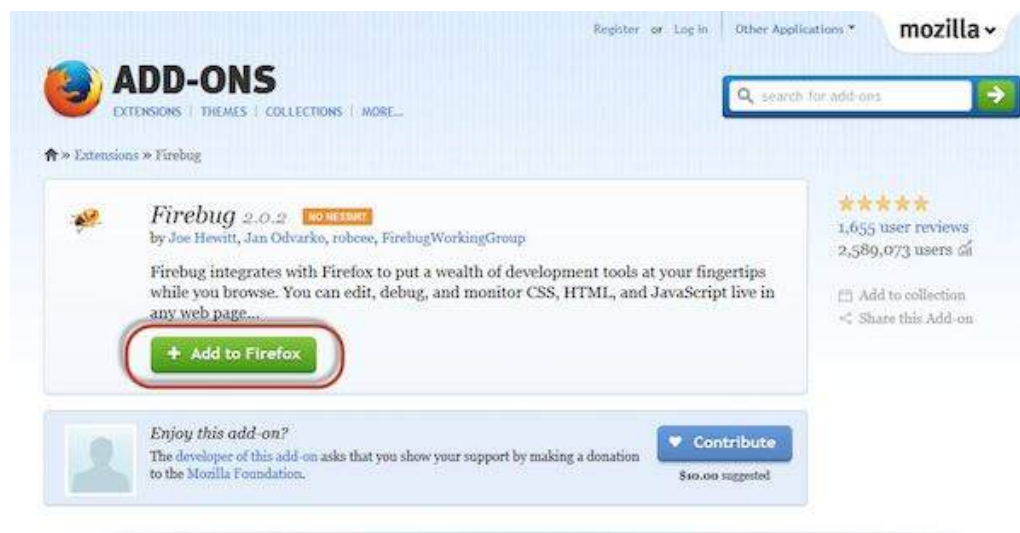 Register or Log in Other Applications mozilla
ADD-ONS
EXTENSIONS | THEMES | COLLECTIONS | MORE...
search for add-ons
» Extensions » Firebug
Firebug 2.0.2 NO RESTART
by Joe Hewitt, Jan Odvarko, robcee, FirebugWorkingGroup
Firebug integrates with Firefox to put a wealth of development tools at your fingertips
while you browse. You can edit, debug, and monitor CSS, HTML, and JavaScript live in
any web page...
+ Add to Firefox
1,655 user reviews
2,589,073 users
Add to collection
Share this Add-on
Enjoy this add-on?
The developer of this add-on asks that you show your support by making a donation
to the Mozilla Foundation.
Contribute
$10.00 suggested